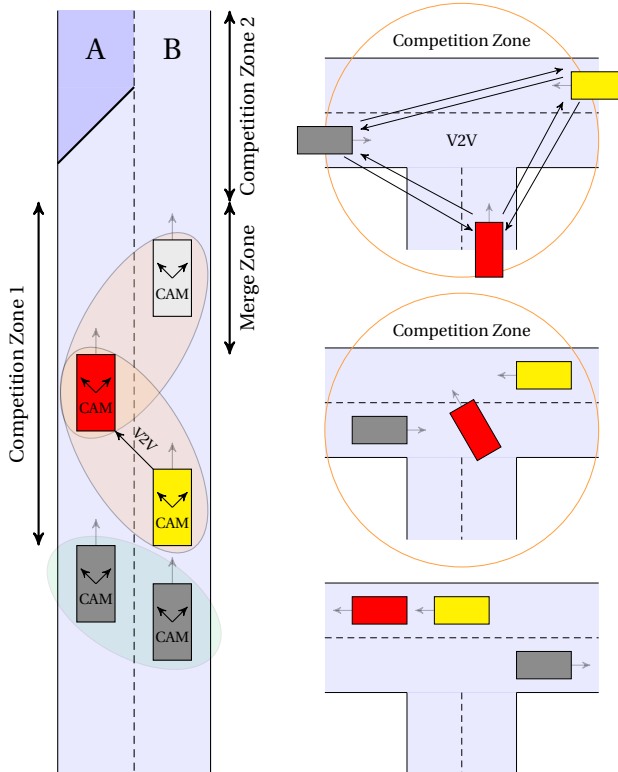 A
B
Competition Zone 2
Merge Zone
Competition Zone 1
CAM
CAM
V2V
CAM
CAM
CAM
Competition Zone
V2V
Competition Zone